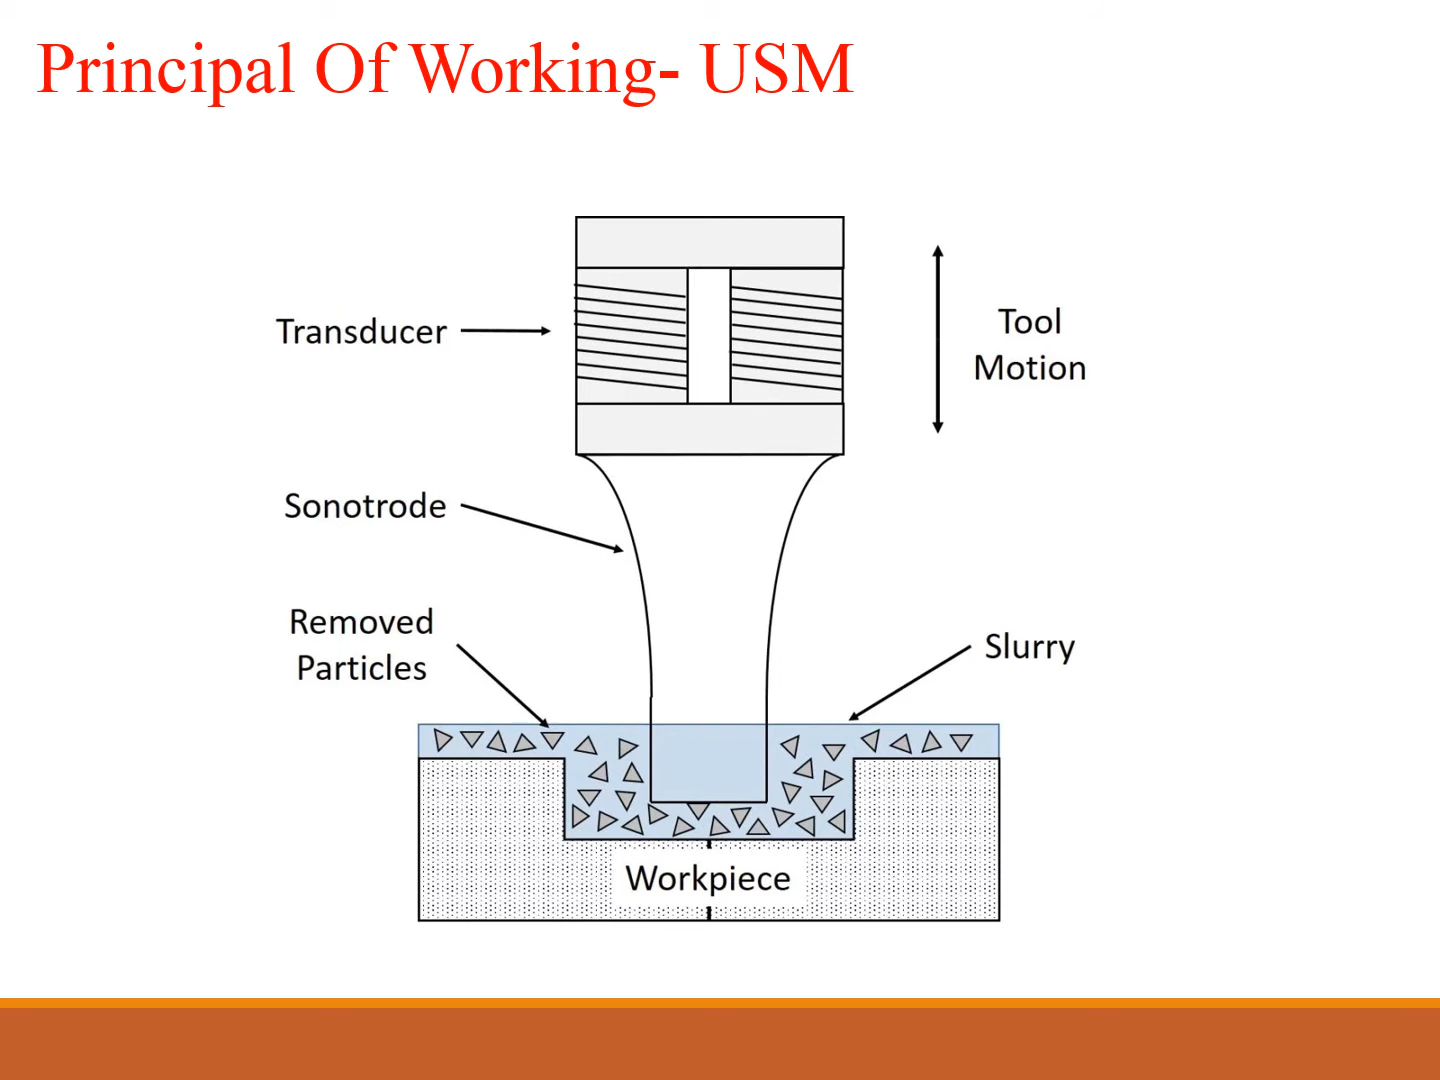 Principal Of Working- USM
Transducer
Tool
Motion
Sonotrode
Removed
Particles
Slurry
Workpiece